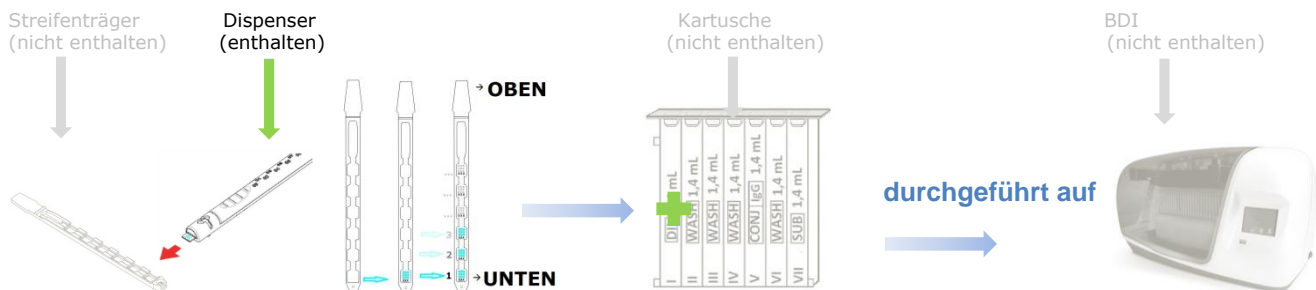 Streifenträger
(nicht enthalten)
Dispenser
(enthalten)
Kartusche
(nicht enthalten)
BDI
(nicht enthalten)
OBEN
3
2
1
UNTEN
mL
WASH 1,4 mL
WASH 1,4 mL
WASH 1,4 mL
CONJ IgG 1,4 mL
WASH 1,4 mL
SUB 1,4 mL
I
II
III
IV
V
VI
VII
durchgeführt auf